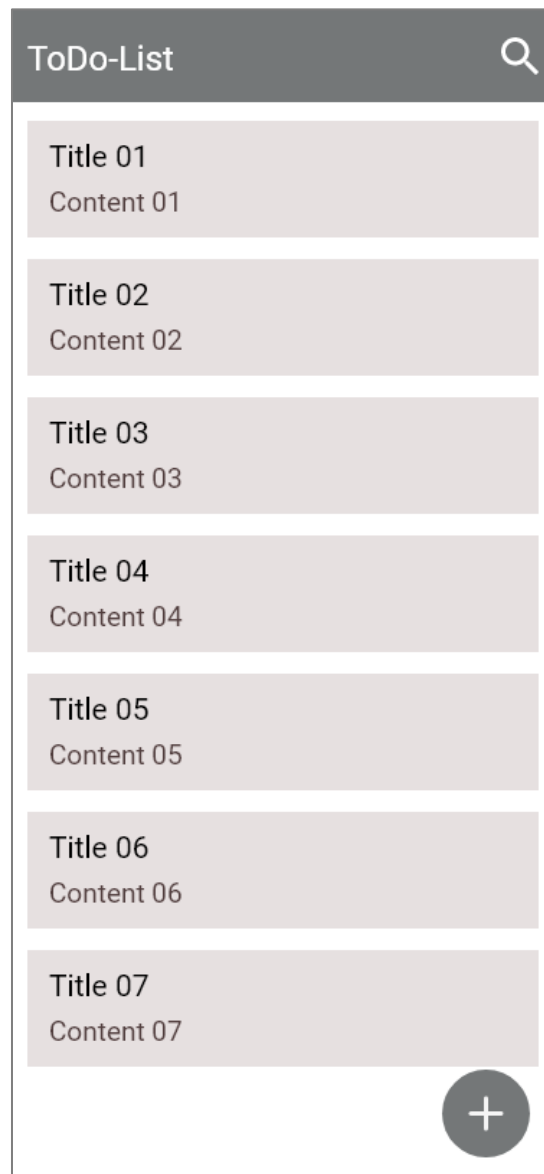 ToDo-List
Title 01
Content 01
Title 02
Content 02
Title 03
Content 03
Title 04
Content 04
Title 05
Content 05
Title 06
Content 06
Title 07
Content 07